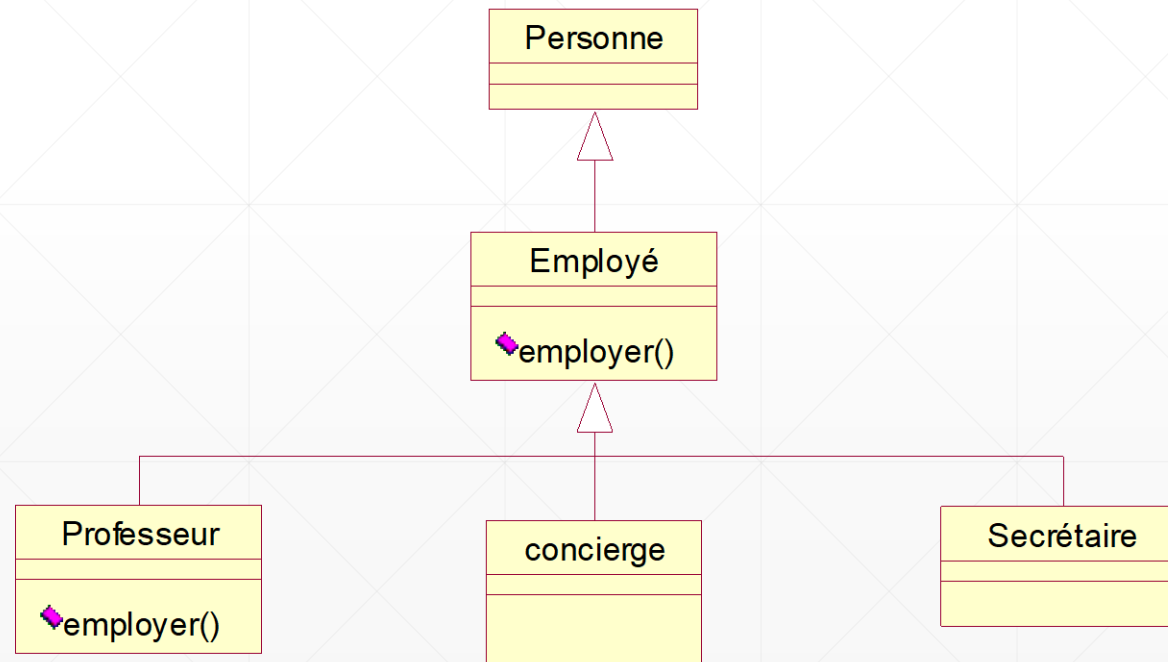 Personne
Employé
employer()
Professeur
concierge
Secrétaire
employer()